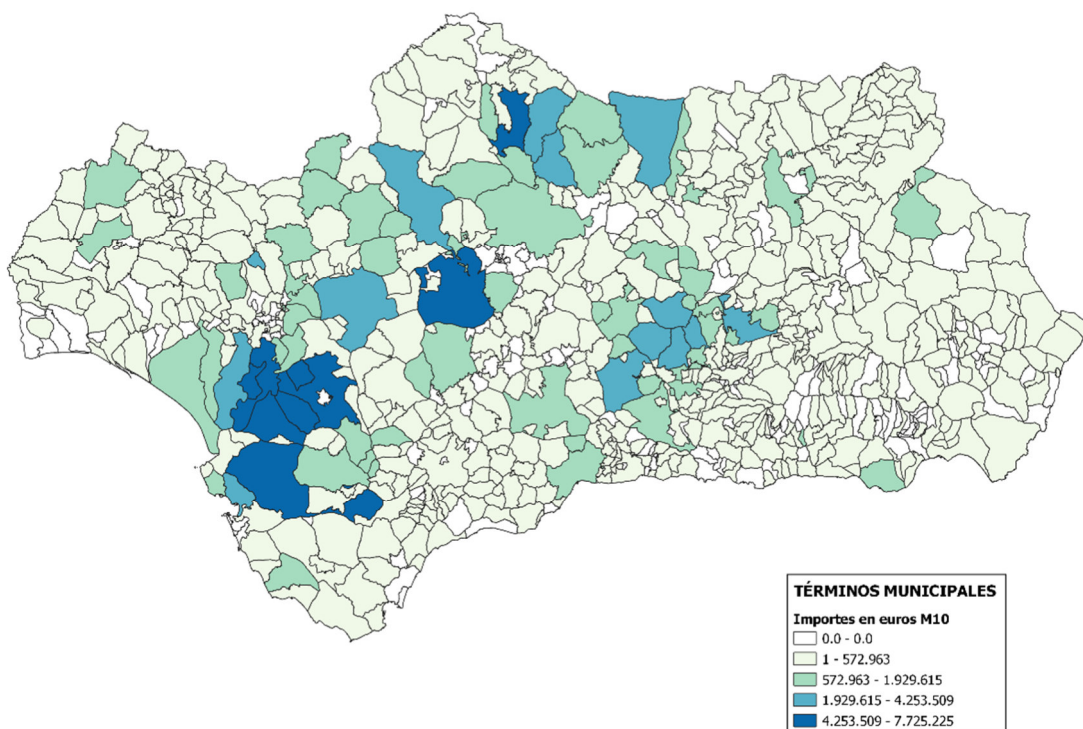 TÉRMINOS MUNICIPALES
Importes en euros M10
0.0 - 0.0
1 - 572.963
572.963 - 1.929.615
1.929.615 - 4.253.509
4.253.509 - 7.725.225